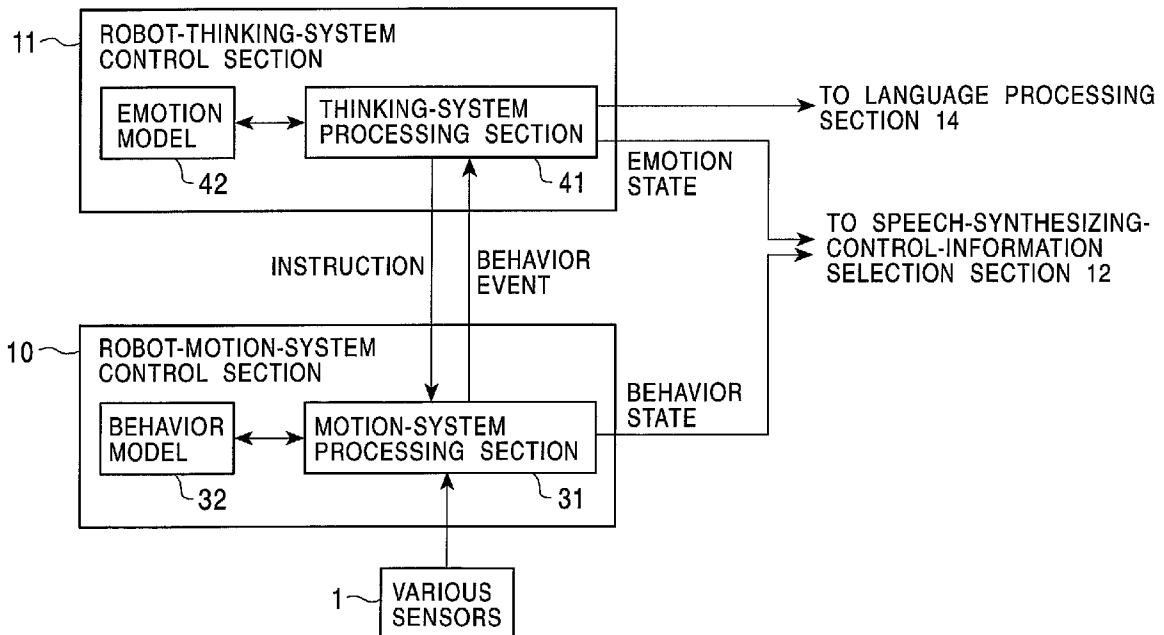 11
ROBOT-THINKING-SYSTEM
CONTROL SECTION
EMOTION
MODEL
42
THINKING-SYSTEM
PROCESSING SECTION
41
TO LANGUAGE PROCESSING
SECTION 14
EMOTION
STATE
TO SPEECH-SYNTHESIZING-
CONTROL-INFORMATION
SELECTION SECTION 12
INSTRUCTION
BEHAVIOR
EVENT
10
ROBOT-MOTION-SYSTEM
CONTROL SECTION
BEHAVIOR
MODEL
32
MOTION-SYSTEM
PROCESSING SECTION
31
BEHAVIOR
STATE
1
VARIOUS
SENSORS